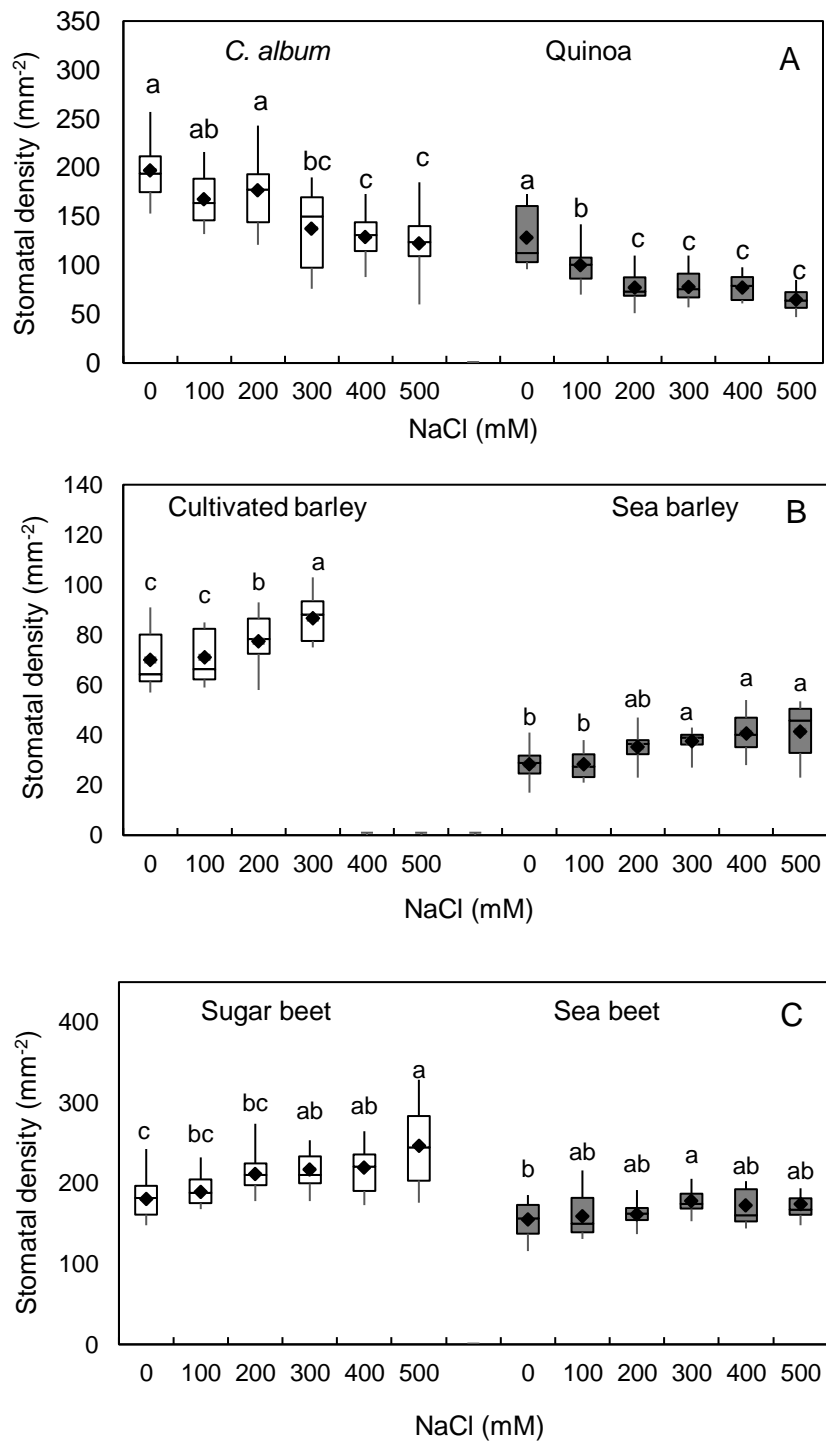 Stomatal density (mm-2)
350
300
250
200
150
100
50
0
C. album
Quinoa
A
a
ab
a
bc
c
c
a
b
c
c
c
c
0 100 200 300 400 500 0 100 200 300 400 500
NaCl (mM)
Stomatal density (mm-2)
140
120
100
80
60
40
20
0
Cultivated barley
Sea barley
B
c
c
b
a
b
b
ab
a
a
a
0 100 200 300 400 500 0 100 200 300 400 500
NaCl (mM)
Stomatal density (mm-2)
400
300
200
100
0
Sugar beet
Sea beet
C
c
bc
bc
ab
ab
a
b
ab
ab
a
ab
ab
0 100 200 300 400 500 0 100 200 300 400 500
NaCl (mM)